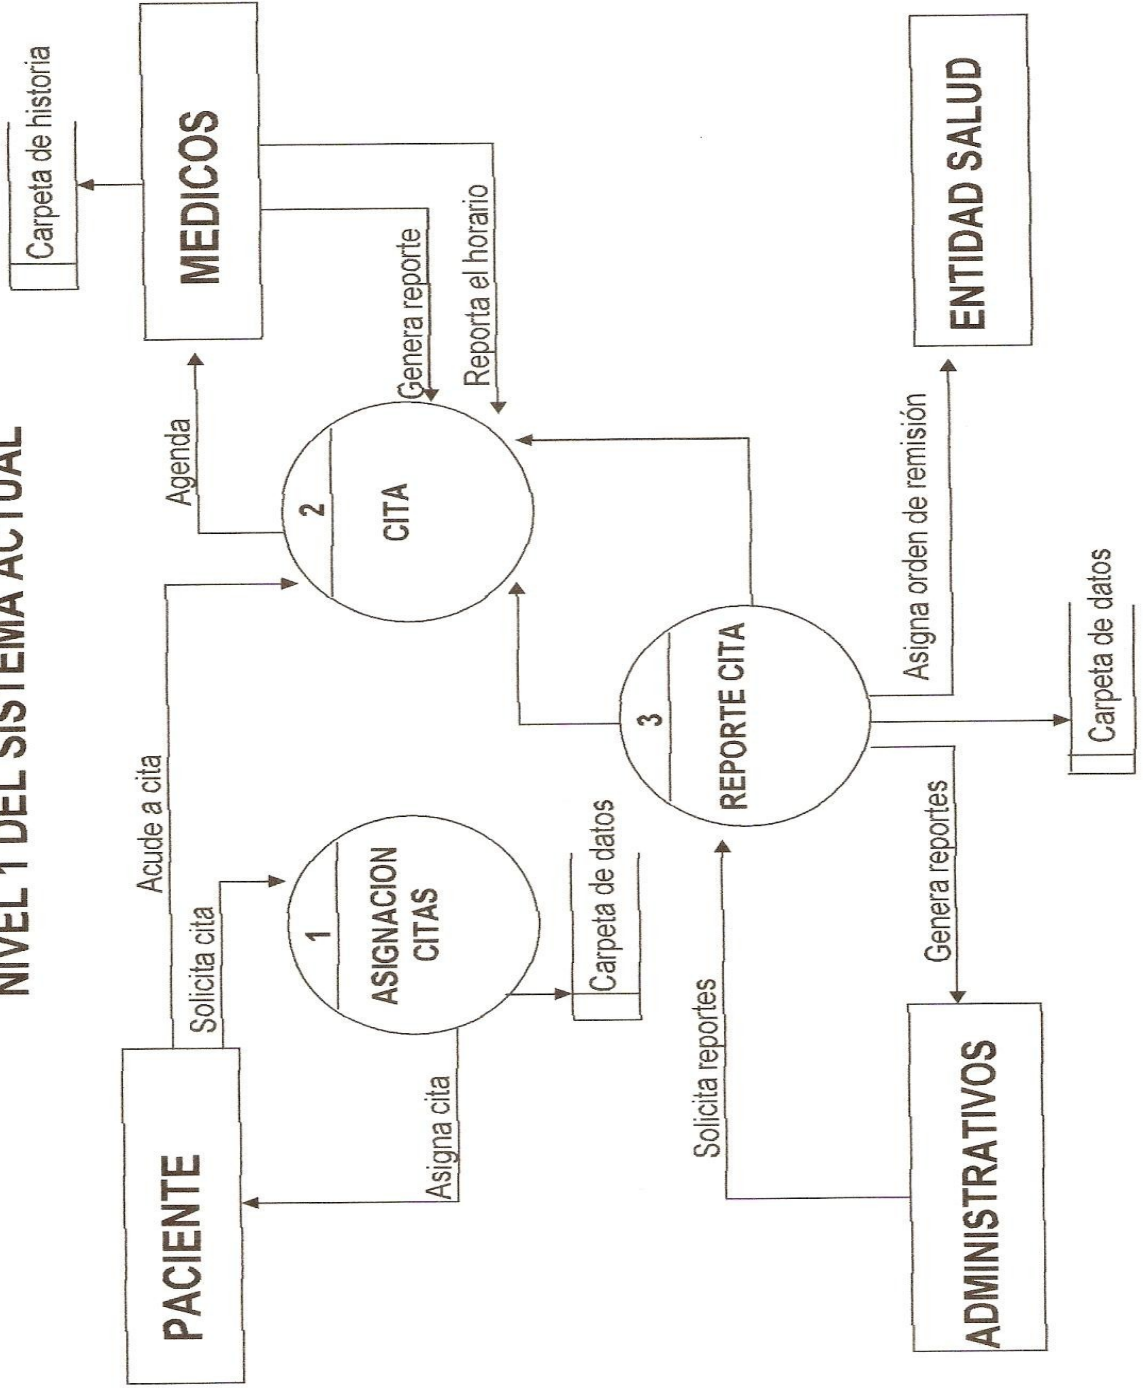 NIVEL 1 DEL SISTEMA ACTUAL
PACIENTE
Acude a cita
Solicita cita
Asigna cita
1
ASIGNACION
CITAS
Carpeta de datos
Agenda
2
CITA
Genera reporte
Reporta el horario
MEDICOS
Carpeta de historia
Solicita reportes
3
REPORTE CITA
Genera reportes
ADMINISTRATIVOS
Carpeta de datos
Asigna orden de remisión
ENTIDAD SALUD